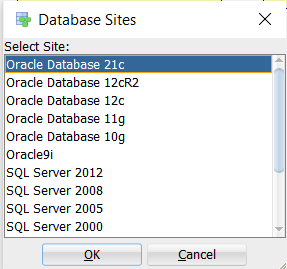 Database Sites
Select Site:
Oracle Database 21c
Oracle Database 12cR2
Oracle Database 12c
Oracle Database 11g
Oracle Database 10g
Oracle9i
SQL Server 2012
SQL Server 2008
SQL Server 2005
SQL Server 2000
OK
Cancel